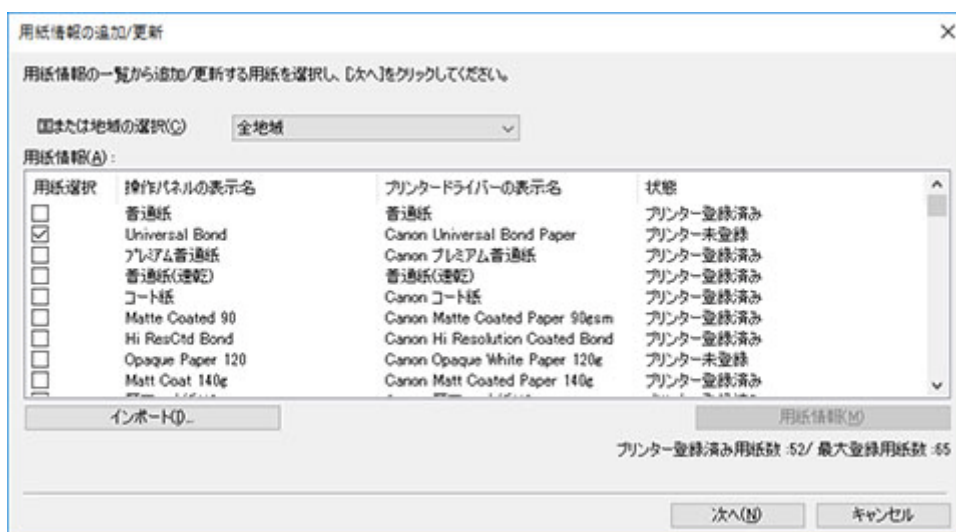 用紙情報の追加/更新
用紙情報の一覧から追加/更新する用紙を選択し、[次へ]をクリックしてください。
国または地域の選択(C) 全地域
用紙情報(A):
用紙選択 操作パネルの表示名 プリンタードライバーの表示名 状態
普通紙 普通紙 プリンター登録済み
Universal Bond Canon Universal Bond Paper プリンター未登録
プレミアム普通紙 Canon プレミアム普通紙 プリンター登録済み
普通紙(速乾) 普通紙(速乾) プリンター登録済み
コート紙 Canon コート紙 プリンター登録済み
Matte Coated 90 Canon Matte Coated Paper 90gsm プリンター登録済み
Hi ResCtd Bond Canon Hi Resolution Coated Bond プリンター登録済み
Opaque Paper 120 Canon Opaque White Paper 120g プリンター未登録
Matt Coat 140g Canon Matt Coated Paper 140g プリンター登録済み
インポート(I)... 用紙情報(M)
プリンター登録済み用紙数 :52/ 最大登録用紙数 :65
次へ(N) キャンセル